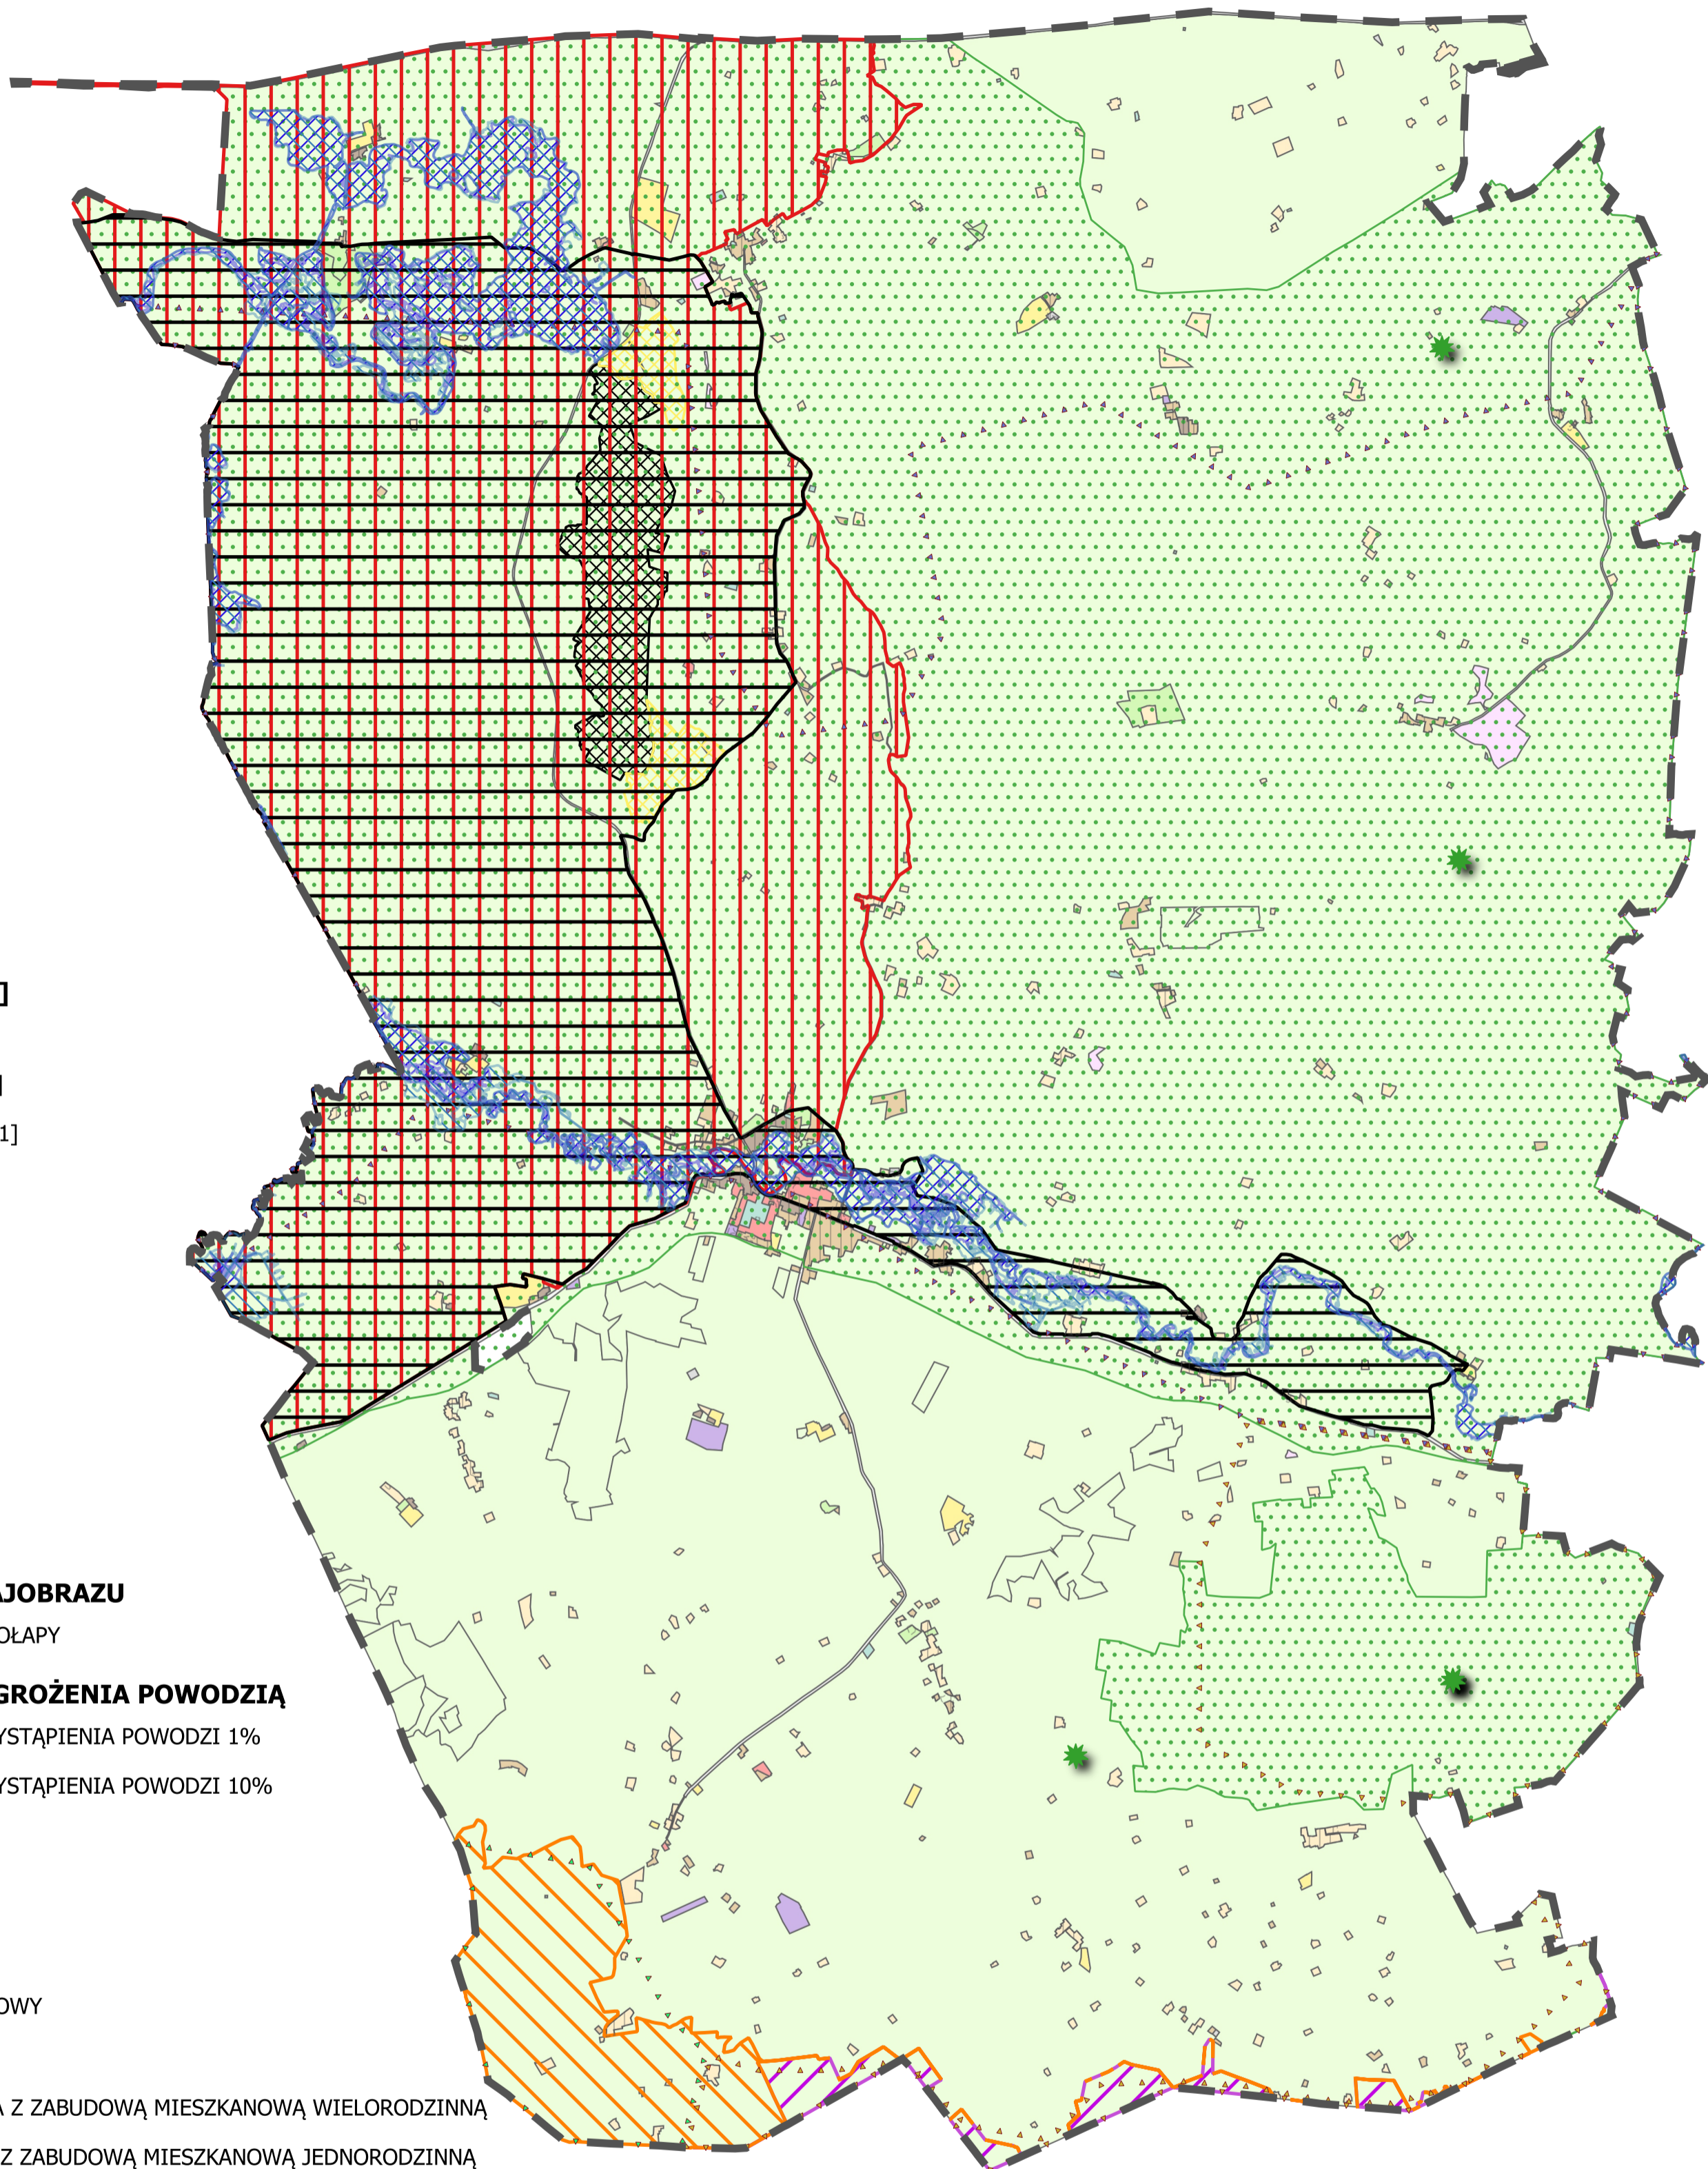 ]
]
1]
AJOBRAZU
OŁAPY
GROŻENIA POWODZIĄ
YSTĄPIENIA POWODZI 1%
YSTĄPIENIA POWODZI 10%
OWY
A Z ZABUDOWĄ MIESZKANOWĄ WIELORODZINNĄ
Z ZABUDOWĄ MIESZKANOWĄ JEDNORODZINNĄ